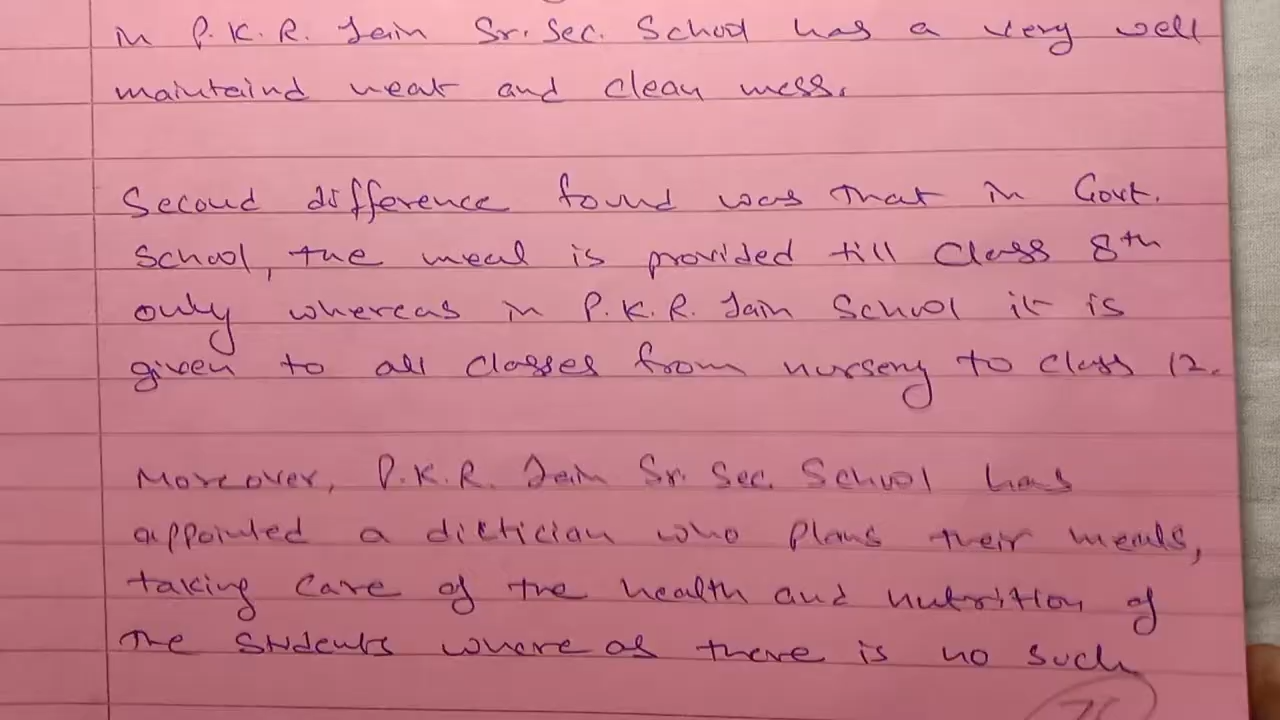 in P.K.R. Jain Sr. Sec. School has a very well
maintaind neat and clean mess.
Second difference found was that in Govt.
School, the meal is provided till Class 8th
only whereas in P.K.R. Jain School it is
given to all classes from nursery to class 12.
Moreover, P.K.R. Jain Sr. Sec. School has
appointed a dietician who plans their meals,
taking care of the health and nutrition of
the students where as there is no such